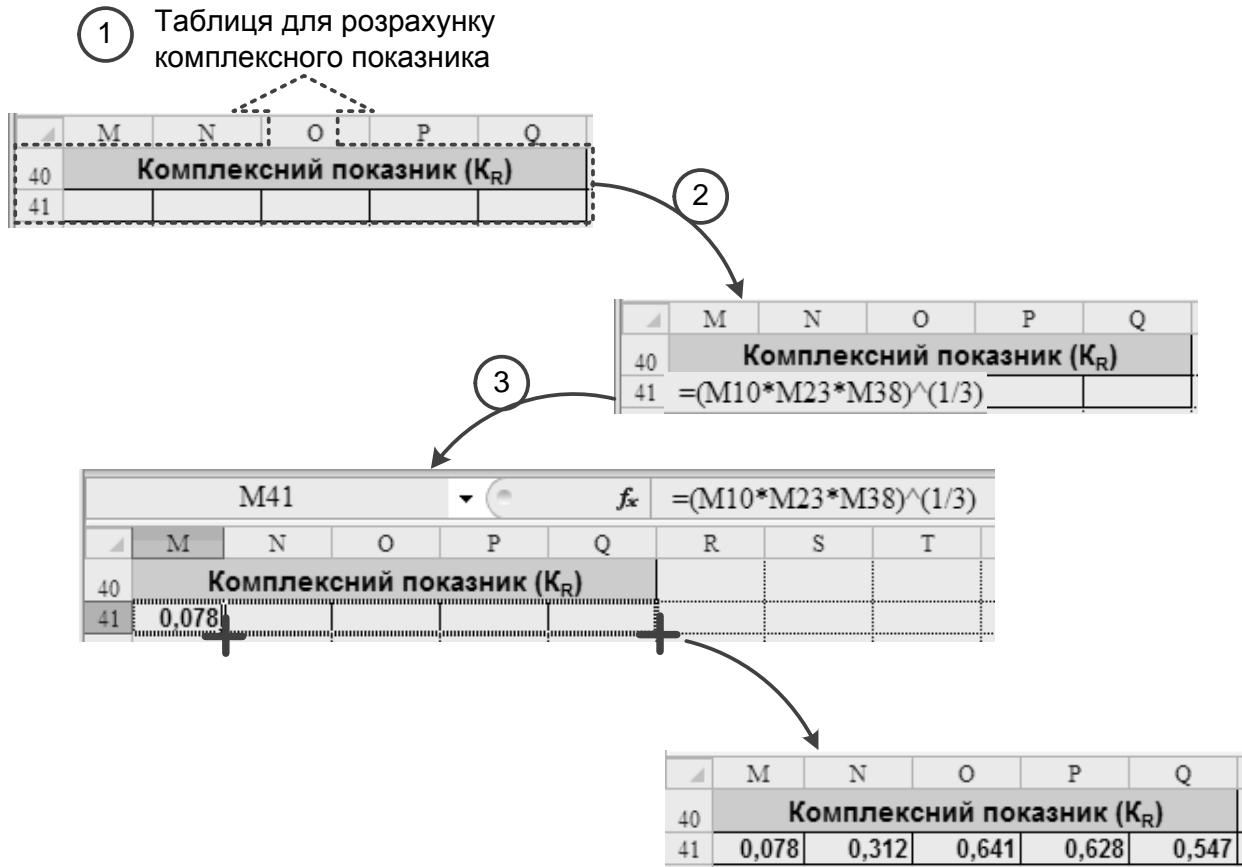 1 Таблиця для розрахунку
комплексного показника
M N O P Q
40 Комплексний показник (KR)
41
2
M N O P Q
40 Комплексний показник (KR)
41 =(M10*M23*M38)^(1/3)
3
M41 fx =(M10*M23*M38)^(1/3)
M N O P Q R S T
40 Комплексний показник (KR)
41 0,078
M N O P Q
40 Комплексний показник (KR)
41 0,078 0,312 0,641 0,628 0,547